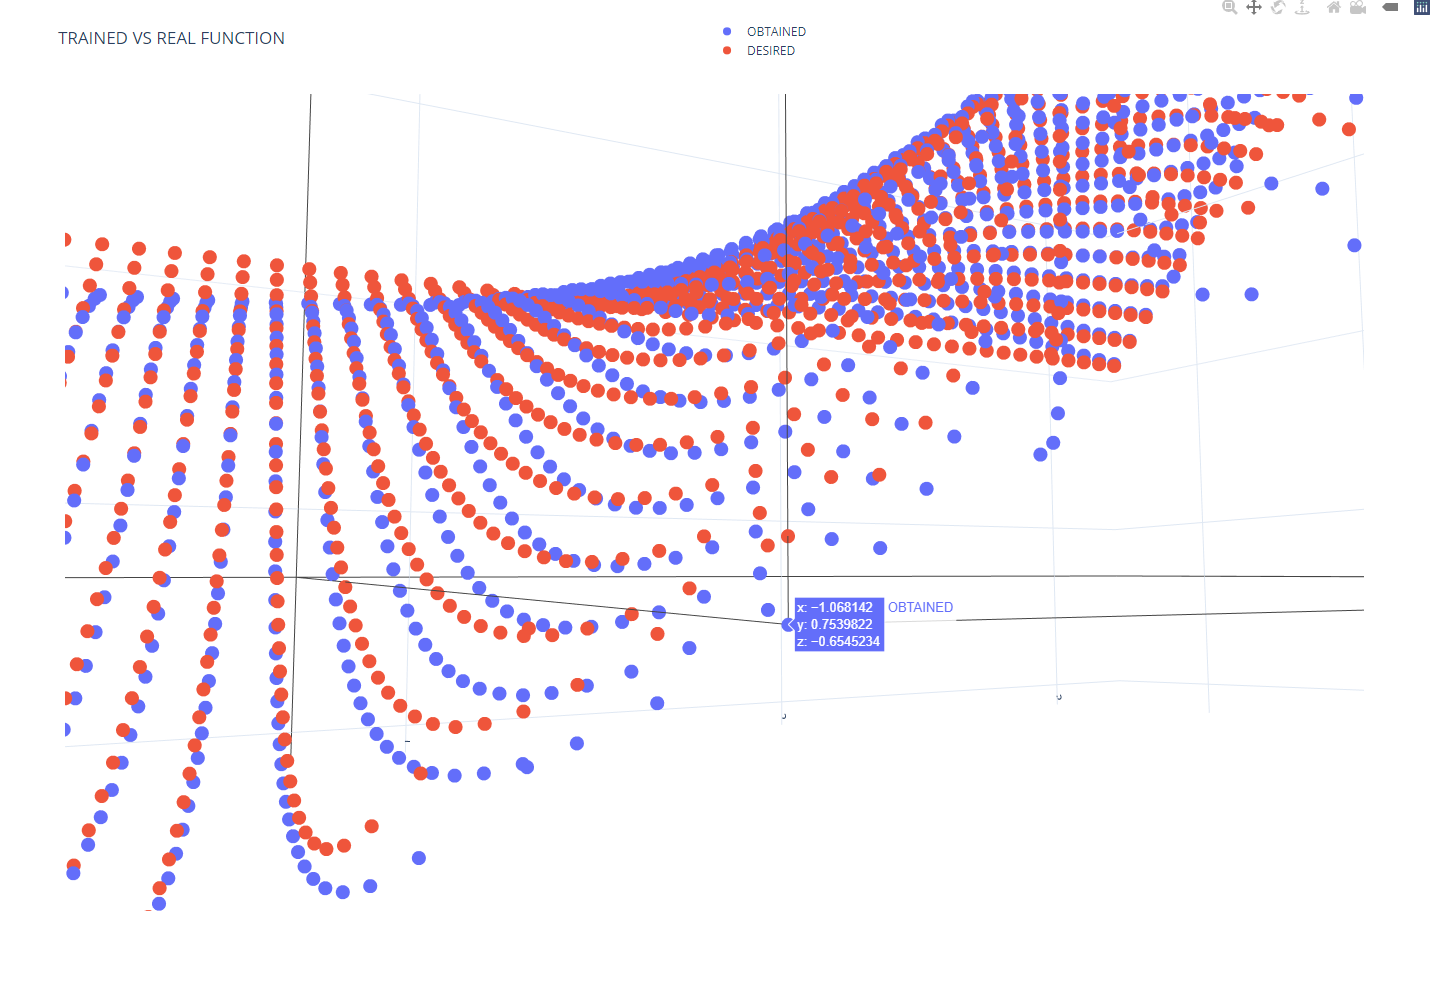 TRAINED VS REAL FUNCTION
OBTAINED
DESIRED
x: −1.068142
y: 0.7539822
z: −0.6545234
OBTAINED